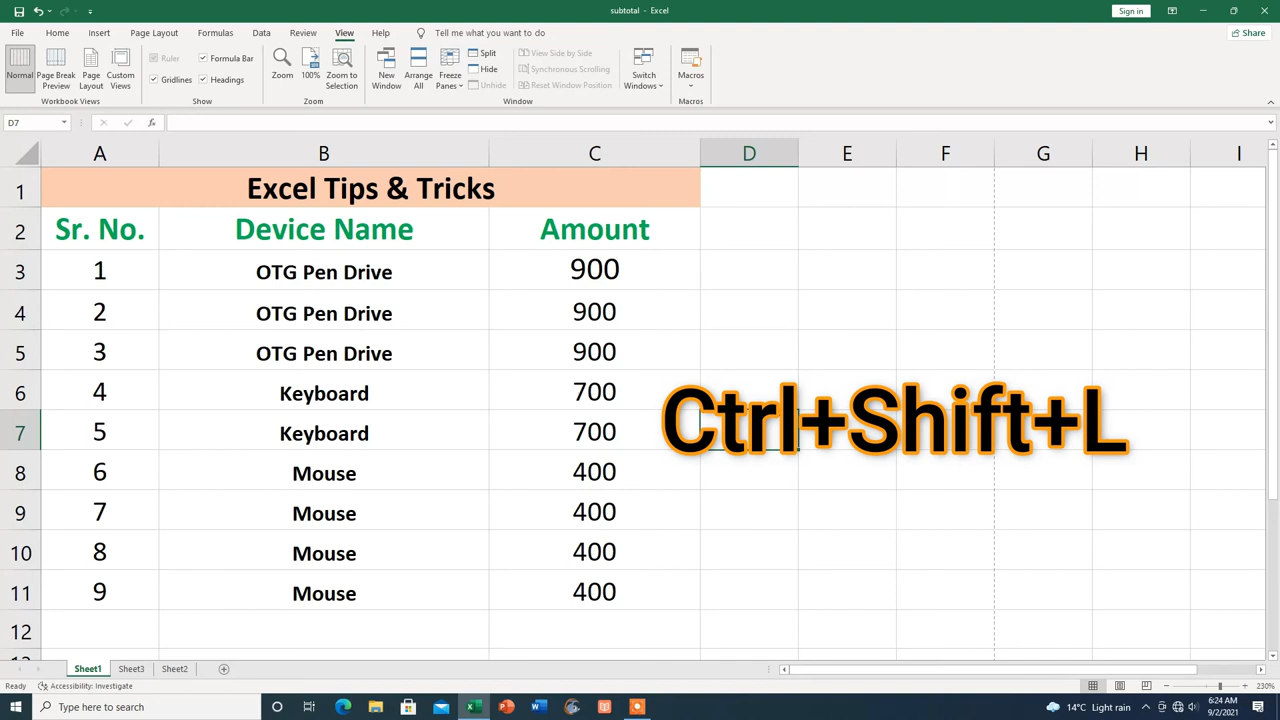 subtotal - Excel
Sign in
File Home Insert Page Layout Formulas Data Review View Help Tell me what you want to do
Share
Normal
Page Break Preview
Page Layout
Custom Views
Workbook Views
Ruler
Formula Bar
Gridlines
Headings
Show
Zoom
100%
Zoom to Selection
Zoom
New Window
Arrange All
Freeze Panes
Split
Hide
Unhide
View Side by Side
Synchronous Scrolling
Reset Window Position
Switch Windows
Window
Macros
Macros
D7
fx
A B C D E F G H I
1 Excel Tips & Tricks
2 Sr. No. Device Name Amount
3 1 OTG Pen Drive 900
4 2 OTG Pen Drive 900
5 3 OTG Pen Drive 900
6 4 Keyboard 700
Ctrl+Shift+L
7 5 Keyboard 700
8 6 Mouse 400
9 7 Mouse 400
10 8 Mouse 400
11 9 Mouse 400
12
Sheet1 Sheet3 Sheet2
Ready Accessibility: Investigate
230%
Type here to search
14°C Light rain
6:24 AM
9/2/2021